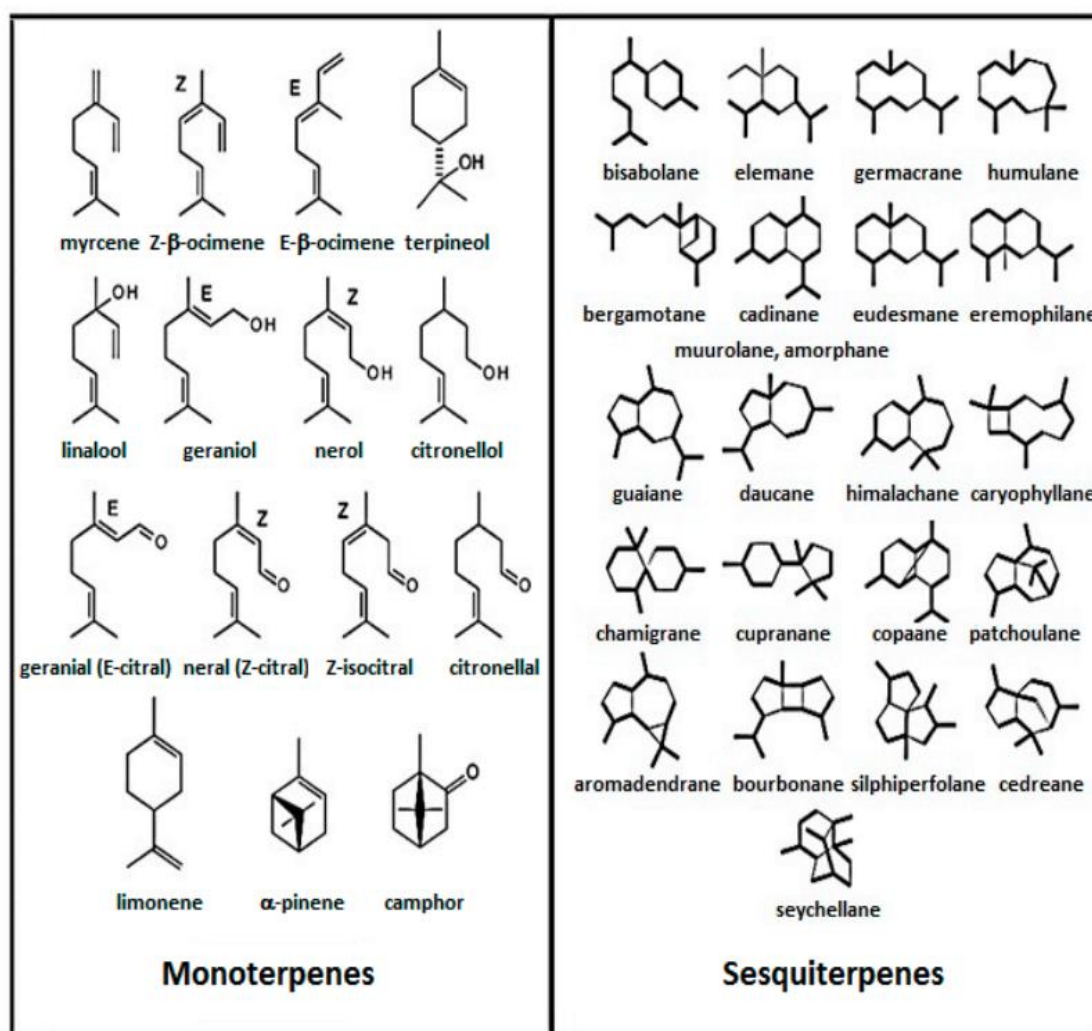 Z
E
OH
myrcene Z-β-ocimene E-β-ocimene terpineol
OH
E
OH
Z
OH
OH
linalool geraniol nerol citronellol
E
O
Z
O
Z
O
O
geranial (E-citral) neral (Z-citral) Z-isocitral citronellal
O
limonene α-pinene camphor
Monoterpenes
bisabolane elemane germacrane humulane
bergamotane cadinane eudesmane eremophilane
muurolane, amorphane
guaiane daucane himalachane caryophyllane
chamigrane cupranane copaane patchoulane
aromadendrane bourbonane silphiperfolane cedreane
seychellane
Sesquiterpenes